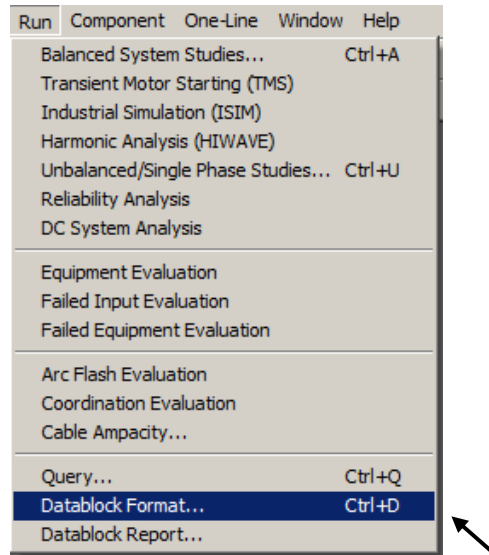 Run Component One-Line Window Help
Balanced System Studies... Ctrl+A
Transient Motor Starting (TMS)
Industrial Simulation (ISIM)
Harmonic Analysis (HIWAVE)
Unbalanced/Single Phase Studies... Ctrl+U
Reliability Analysis
DC System Analysis
Equipment Evaluation
Failed Input Evaluation
Failed Equipment Evaluation
Arc Flash Evaluation
Coordination Evaluation
Cable Ampacity...
Query... Ctrl+Q
Datablock Format... Ctrl+D
Datablock Report...